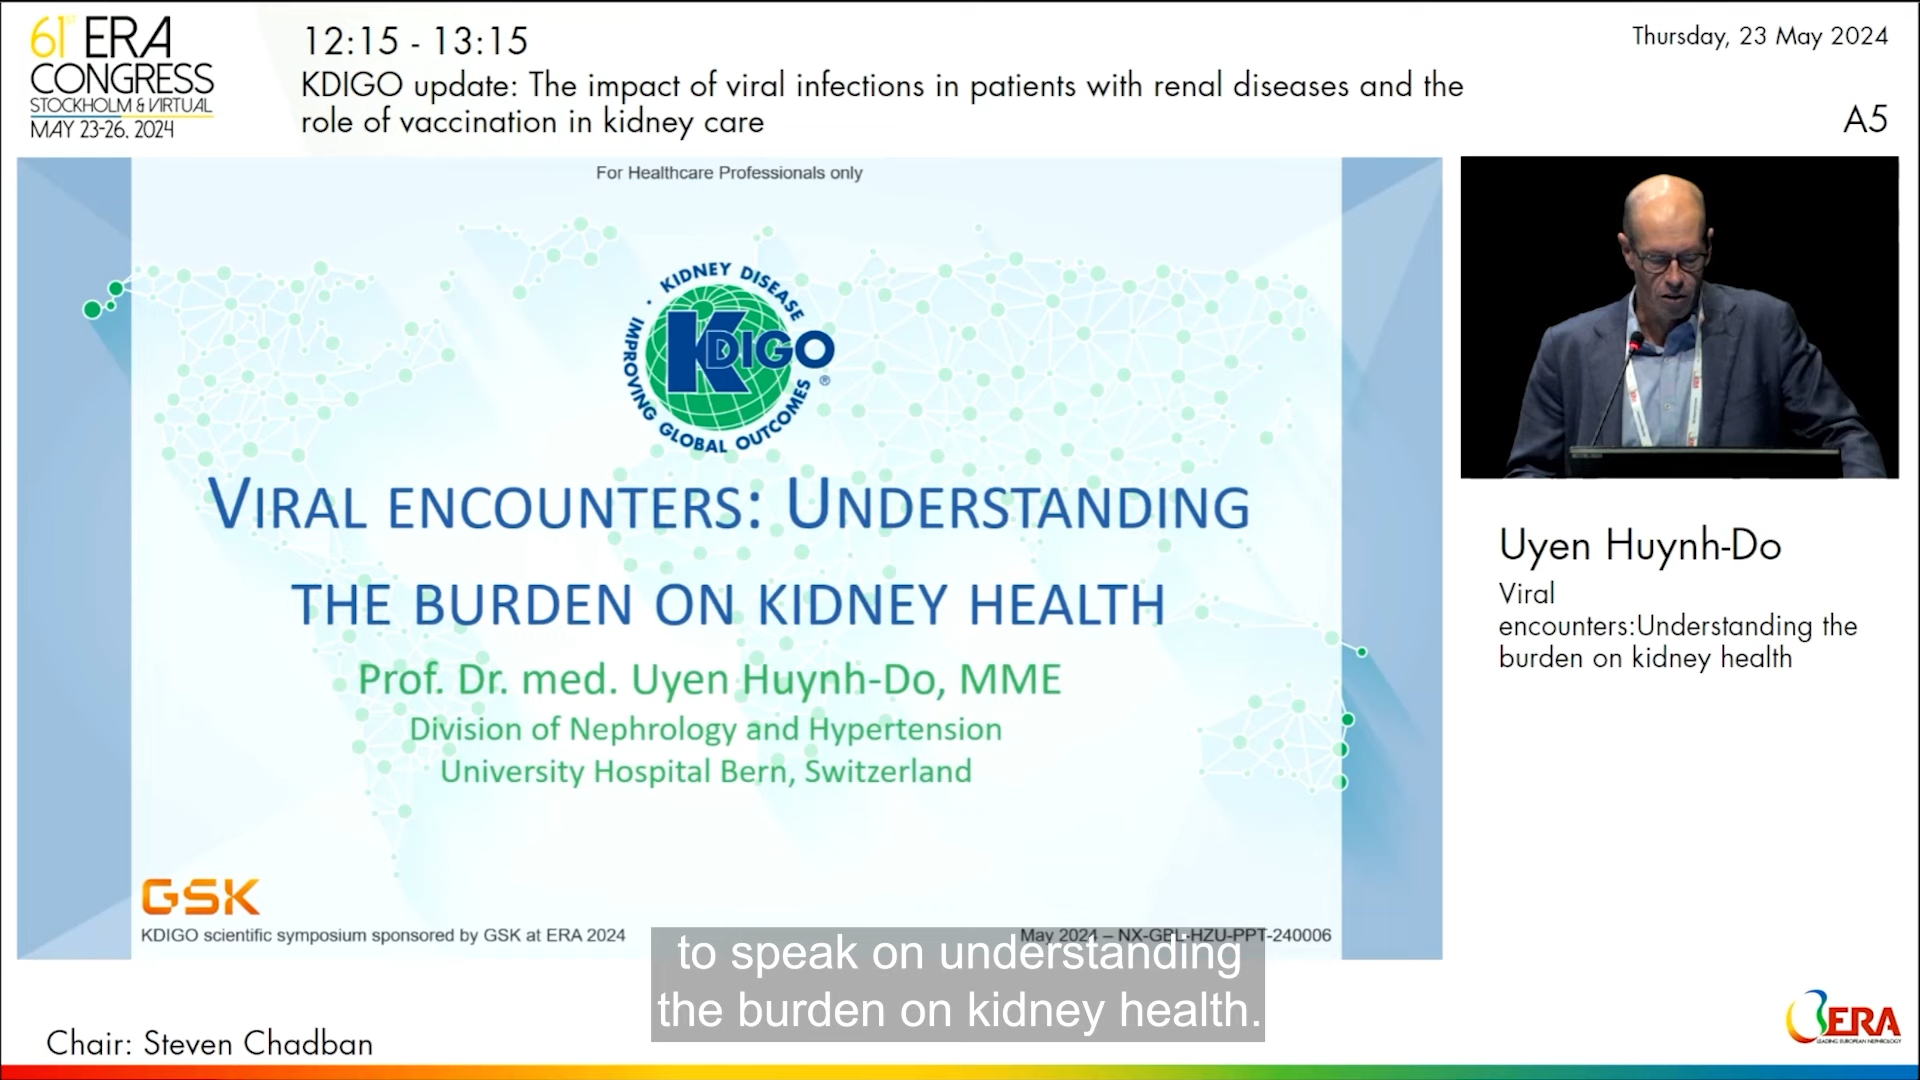 61ST ERA
CONGRESS
STOCKHOLM & VIRTUAL
MAY 23-26, 2024
12:15 - 13:15
KDIGO update: The impact of viral infections in patients with renal diseases and the
role of vaccination in kidney care
Thursday, 23 May 2024
A5
For Healthcare Professionals only
· KIDNEY DISEASE
KDIGO
IMPROVING GLOBAL OUTCOMES ®
VIRAL ENCOUNTERS: UNDERSTANDING
THE BURDEN ON KIDNEY HEALTH
Prof. Dr. med. Uyen Huynh-Do, MME
Division of Nephrology and Hypertension
University Hospital Bern, Switzerland
GSK
KDIGO scientific symposium sponsored by GSK at ERA 2024
May 2024 – NX-GBL-HZU-PPT-240006
Uyen Huynh-Do
Viral
encounters:Understanding the
burden on kidney health
to speak on understanding
the burden on kidney health.
Chair: Steven Chadban
ERA
LEADING EUROPEAN NEPHROLOGY